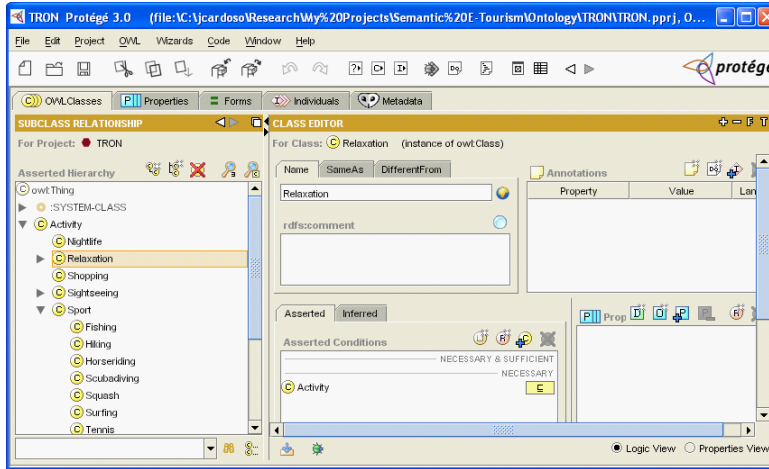 TRON Protégé 3.0 (file:\C:\jcardoso\Research\My%20Projects\Semantic%20E-Tourism\Ontology\TRON\TRON.pprj, O...
File Edit Project OWL Wizards Code Window Help
protégé
OWLClasses Properties Forms Individuals Metadata
SUBCLASS RELATIONSHIP CLASS EDITOR
For Project: TRON For Class: Relaxation (instance of owl:Class)
Asserted Hierarchy Name SameAs DifferentFrom Annotations
owl:Thing Relaxation Property Value Lan
:SYSTEM-CLASS
Activity rdfs:comment
Nightlife
Relaxation
Shopping
Sightseeing
Sport Asserted Inferred Prop
Fishing
Hiking Asserted Conditions
Horseriding NECESSARY & SUFFICIENT
Scubadiving NECESSARY
Squash Activity
Surfing
Tennis
Logic View Properties View